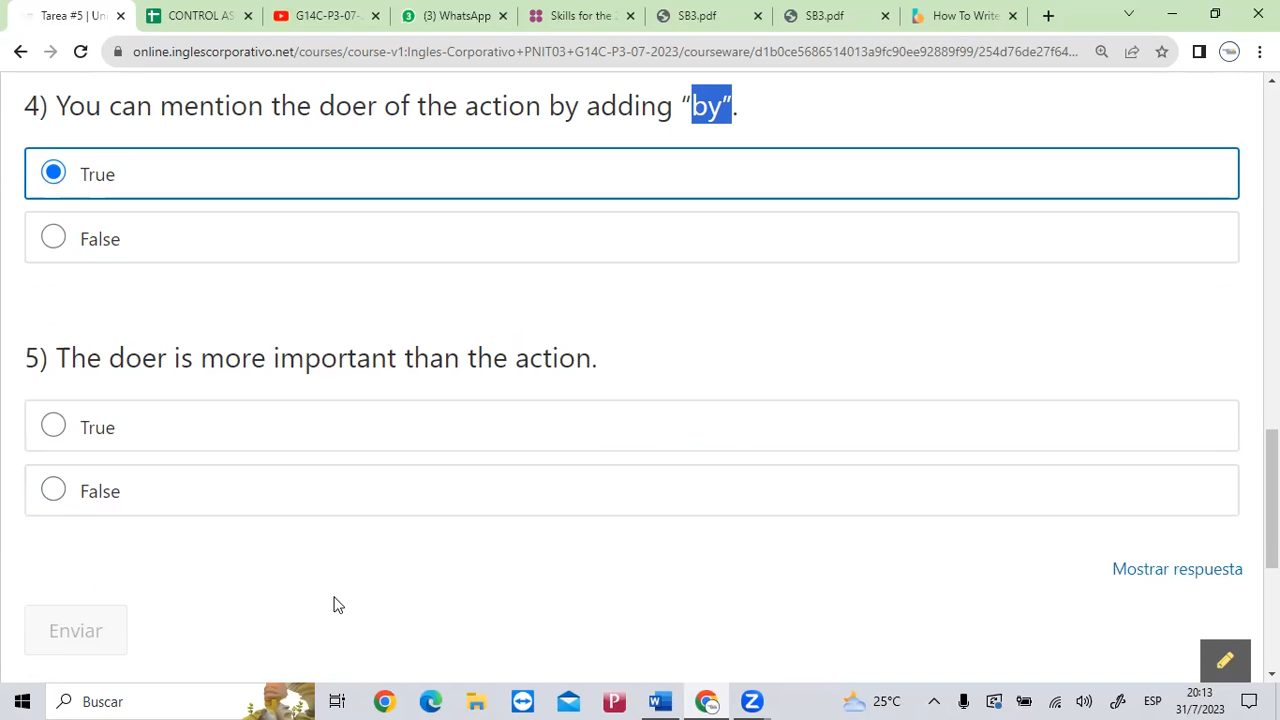 Tarea #5 | Uni
CONTROL AS
G14C-P3-07-
(3) WhatsApp
Skills for the
SB3.pdf
SB3.pdf
How To Write
online.inglescorporativo.net/courses/course-v1:Ingles-Corporativo+PNIT03+G14C-P3-07-2023/courseware/d1b0ce5686514013a9fc90ee92889f99/254d76de27f64...
4) You can mention the doer of the action by adding “by”.
True
False
5) The doer is more important than the action.
True
False
Mostrar respuesta
Enviar
Buscar
25°C
ESP
20:13
31/7/2023